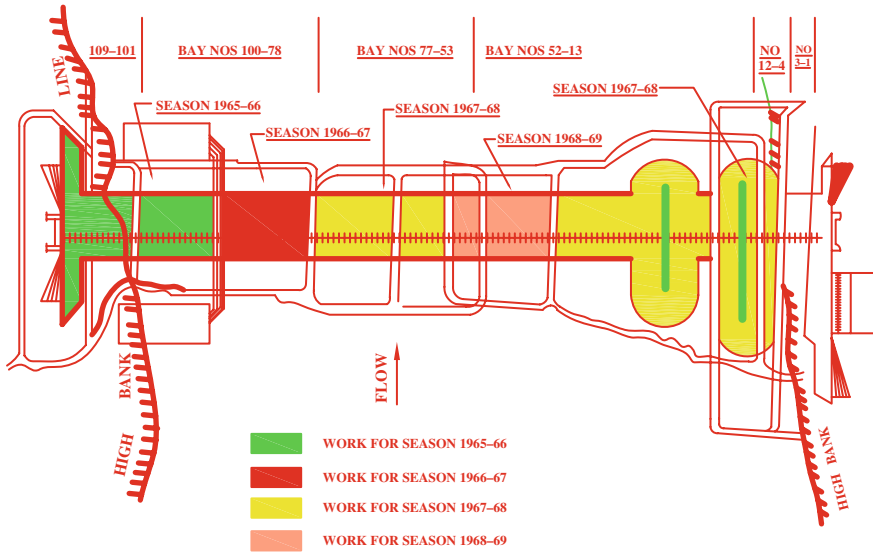 109–101
BAY NOS 100–78
BAY NOS 77–53
BAY NOS 52–13
NO
12–4
NO
3–1
LINE
SEASON 1965–66
SEASON 1966–67
SEASON 1967–68
SEASON 1968–69
SEASON 1967–68
FLOW
HIGH BANK
HIGH BANK
WORK FOR SEASON 1965–66
WORK FOR SEASON 1966–67
WORK FOR SEASON 1967–68
WORK FOR SEASON 1968–69